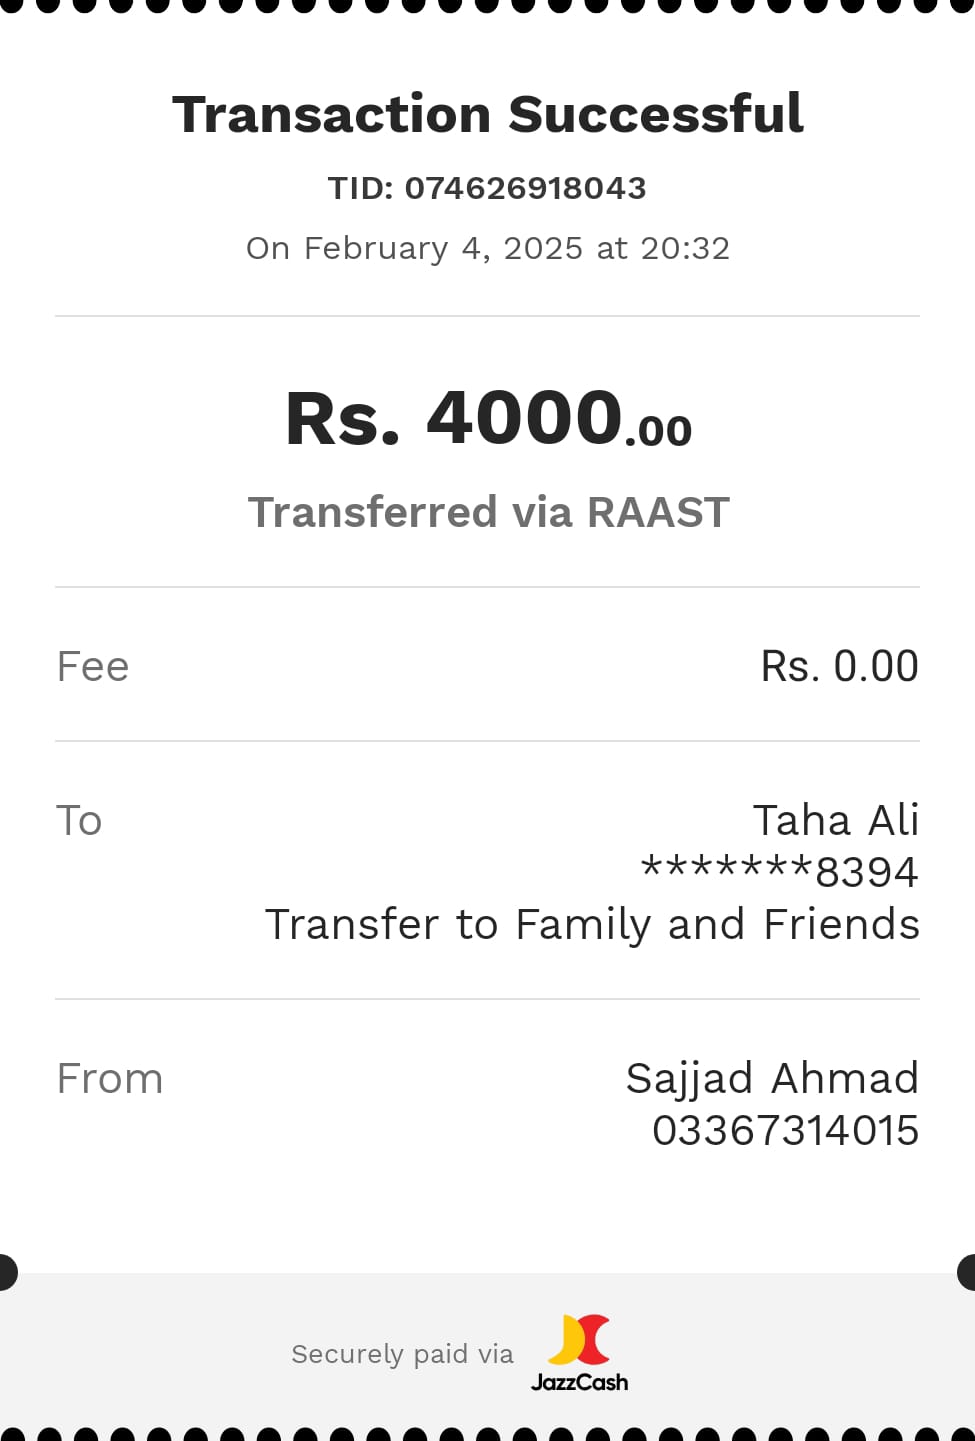 Transaction Successful
TID: 074626918043
On February 4, 2025 at 20:32
Rs. 4000.00
Transferred via RAAST
Fee Rs. 0.00
To Taha Ali
*******8394
Transfer to Family and Friends
From Sajjad Ahmad
03367314015
Securely paid via JazzCash